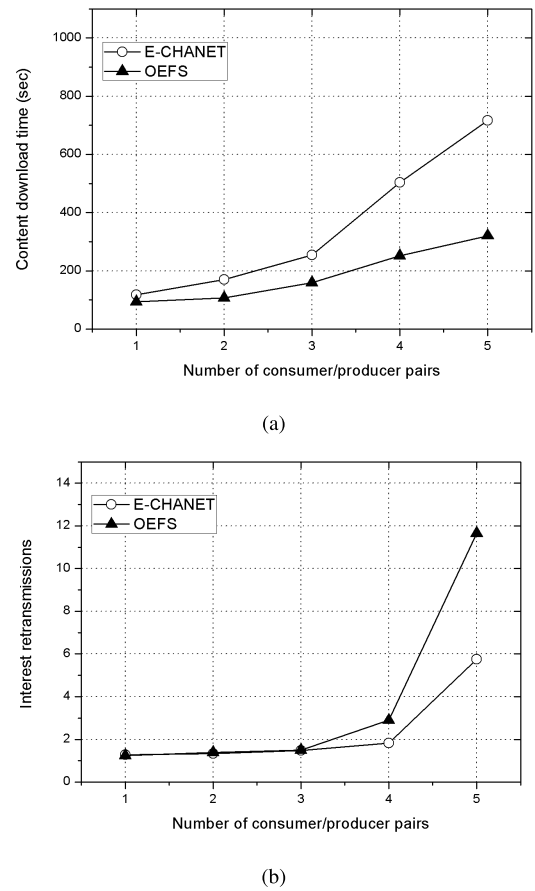 1000
800
600
400
200
0
Content download time (sec)
E-CHANET
OEFS
1 2 3 4 5
Number of consumer/producer pairs
(a)
14
12
10
8
6
4
2
0
Interest retransmissions
E-CHANET
OEFS
1 2 3 4 5
Number of consumer/producer pairs
(b)